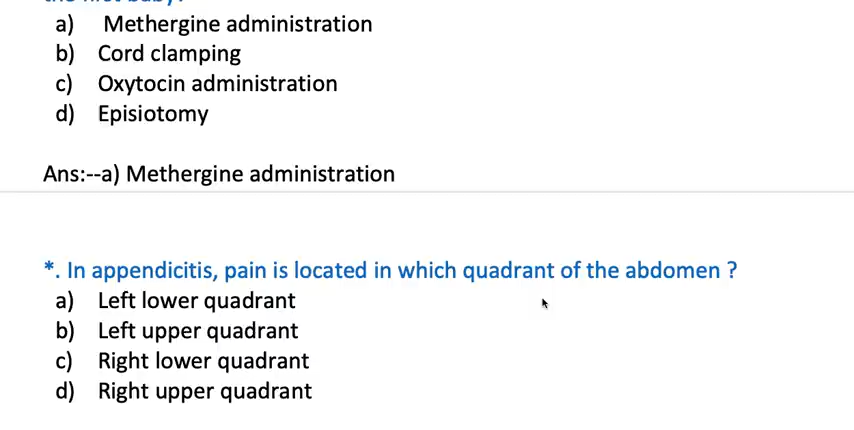 a) Methergine administration
b) Cord clamping
c) Oxytocin administration
d) Episiotomy
Ans:--a) Methergine administration
*. In appendicitis, pain is located in which quadrant of the abdomen ?
a) Left lower quadrant
b) Left upper quadrant
c) Right lower quadrant
d) Right upper quadrant